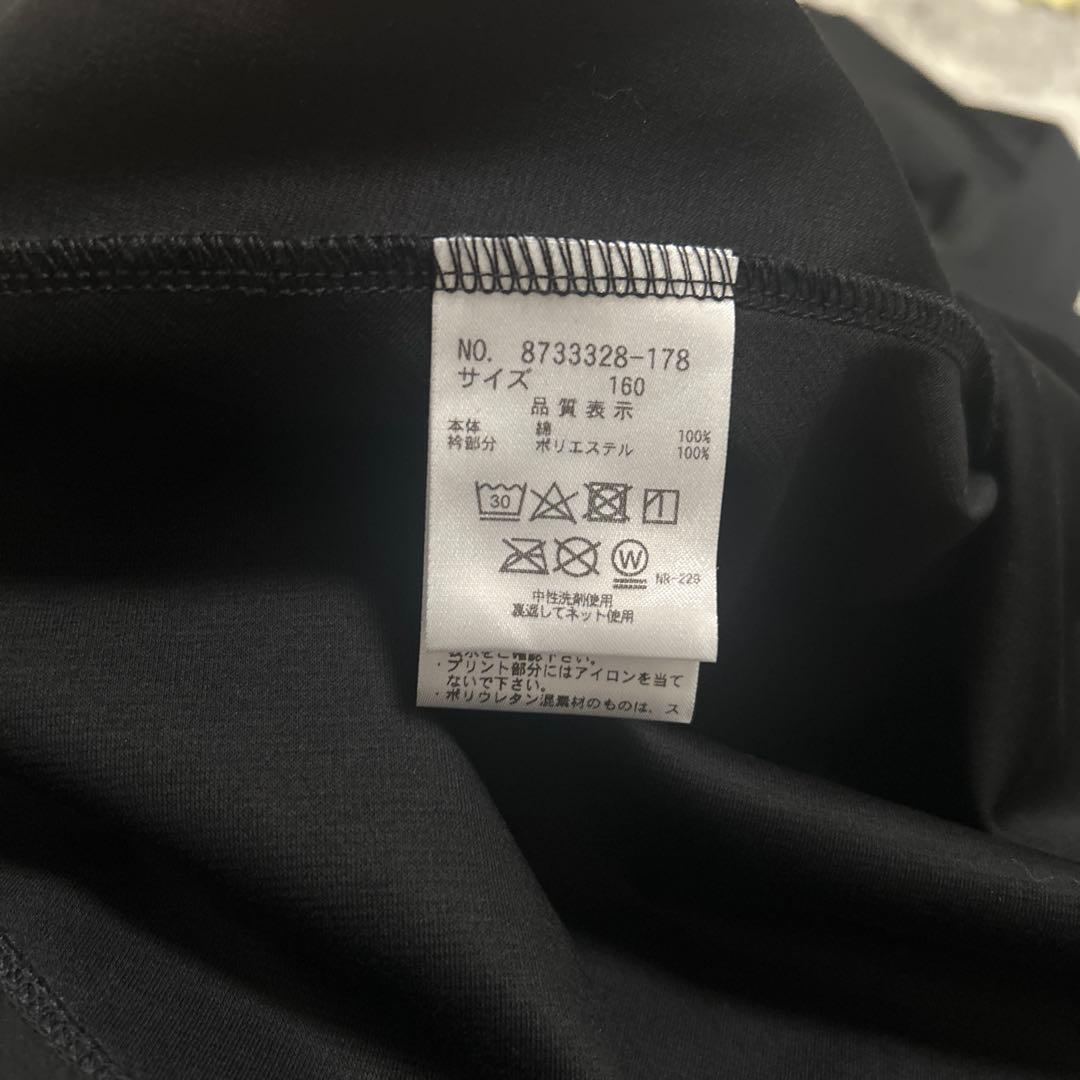 NO. 8733328-178
サイズ 160
品質表示
本体 綿 100%
衿部分 ポリエステル 100%
30
W
NR-229
中性洗剤使用
裏返してネット使用
・プリント部分にはアイロンを当て
ないで下さい。
・ポリウレタン混素材のものは、ス